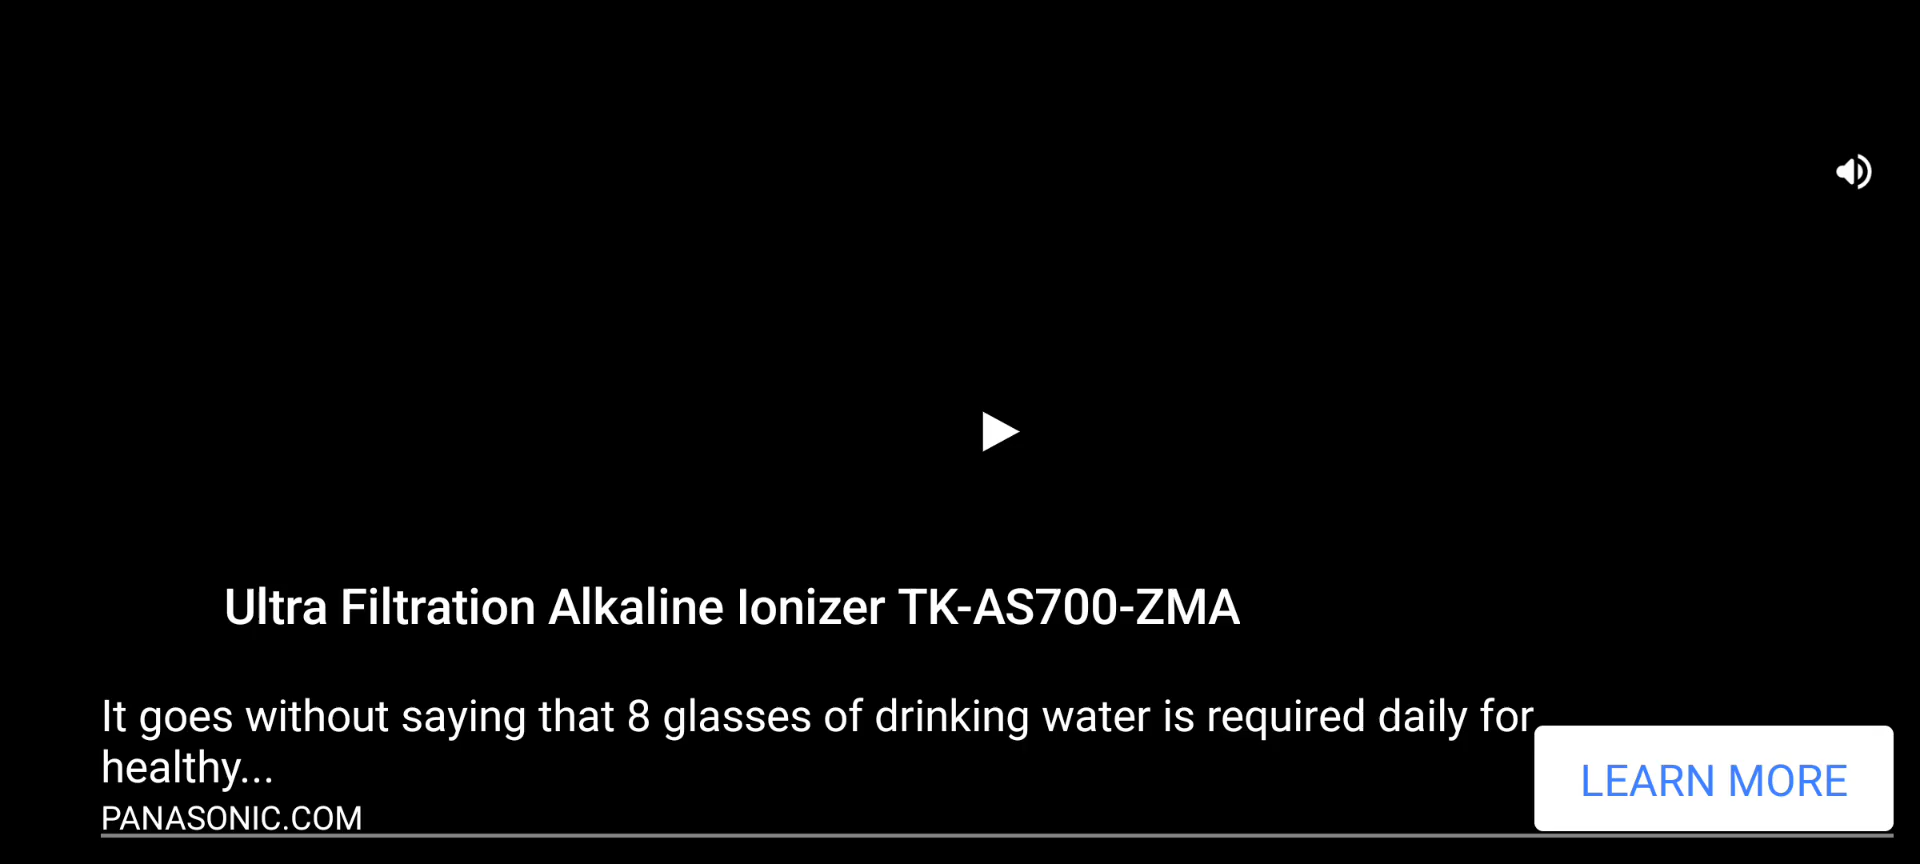 Ultra Filtration Alkaline Ionizer TK-AS700-ZMA
It goes without saying that 8 glasses of drinking water is required daily for
healthy...
PANASONIC.COM
LEARN MORE